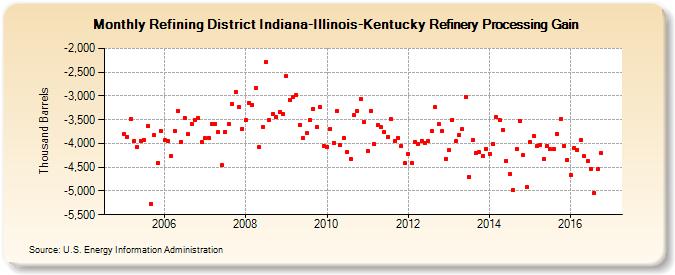 Monthly Refining District Indiana-Illinois-Kentucky Refinery Processing Gain
Thousand Barrels
-2,000
-2,500
-3,000
-3,500
-4,000
-4,500
-5,000
-5,500
2006 2008 2010 2012 2014 2016
Source: U.S. Energy Information Administration